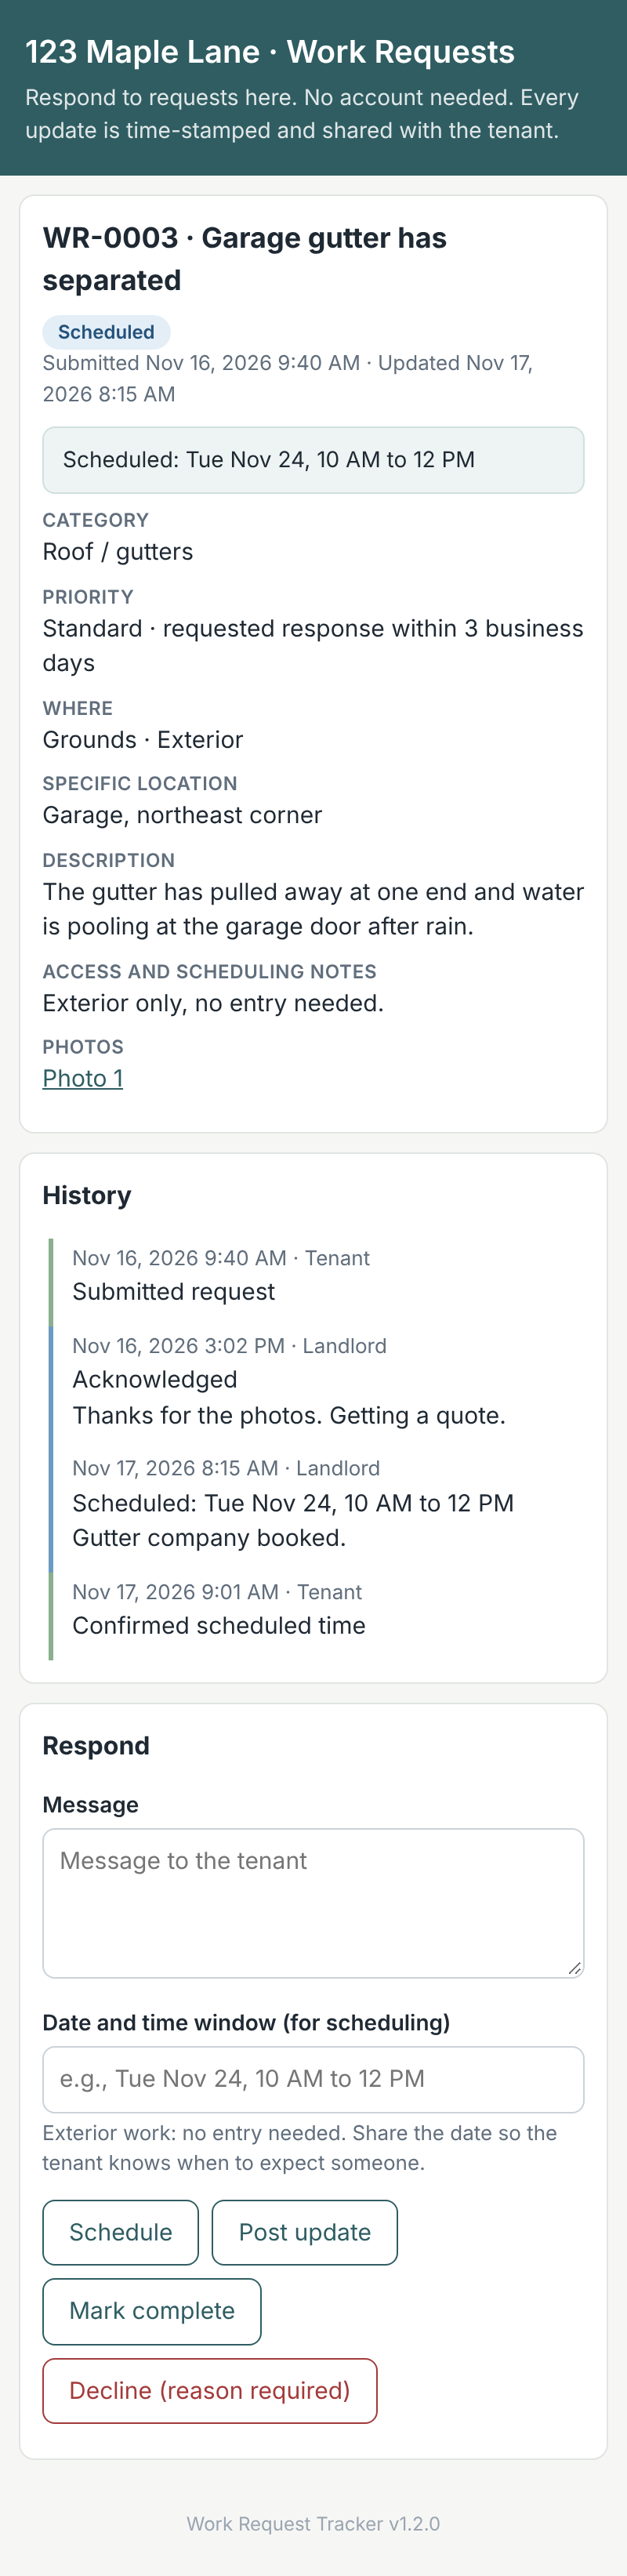 123 Maple Lane · Work Requests
Respond to requests here. No account needed. Every
update is time-stamped and shared with the tenant.
WR-0003 · Garage gutter has
separated
Scheduled
Submitted Nov 16, 2026 9:40 AM · Updated Nov 17,
2026 8:15 AM
Scheduled: Tue Nov 24, 10 AM to 12 PM
CATEGORY
Roof / gutters
PRIORITY
Standard · requested response within 3 business
days
WHERE
Grounds · Exterior
SPECIFIC LOCATION
Garage, northeast corner
DESCRIPTION
The gutter has pulled away at one end and water
is pooling at the garage door after rain.
ACCESS AND SCHEDULING NOTES
Exterior only, no entry needed.
PHOTOS
Photo 1
History
Nov 16, 2026 9:40 AM · Tenant
Submitted request
Nov 16, 2026 3:02 PM · Landlord
Acknowledged
Thanks for the photos. Getting a quote.
Nov 17, 2026 8:15 AM · Landlord
Scheduled: Tue Nov 24, 10 AM to 12 PM
Gutter company booked.
Nov 17, 2026 9:01 AM · Tenant
Confirmed scheduled time
Respond
Message
Message to the tenant
Date and time window (for scheduling)
e.g., Tue Nov 24, 10 AM to 12 PM
Exterior work: no entry needed. Share the date so the
tenant knows when to expect someone.
Schedule
Post update
Mark complete
Decline (reason required)
Work Request Tracker v1.2.0